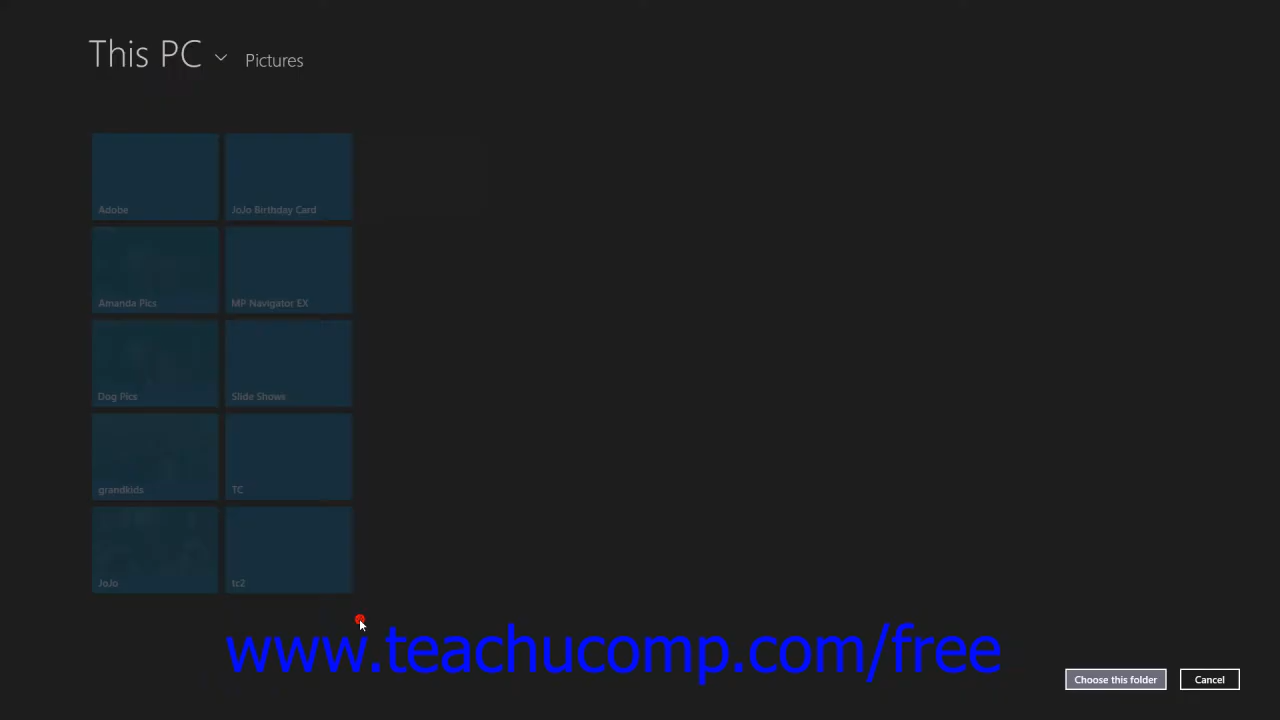 This PC Pictures
Adobe JoJo Birthday Card
Amanda Pics MP Navigator EX
Dog Pics Slide Shows
grandkids TC
JoJo tc2
www.teachucomp.com/free
Choose this folder Cancel